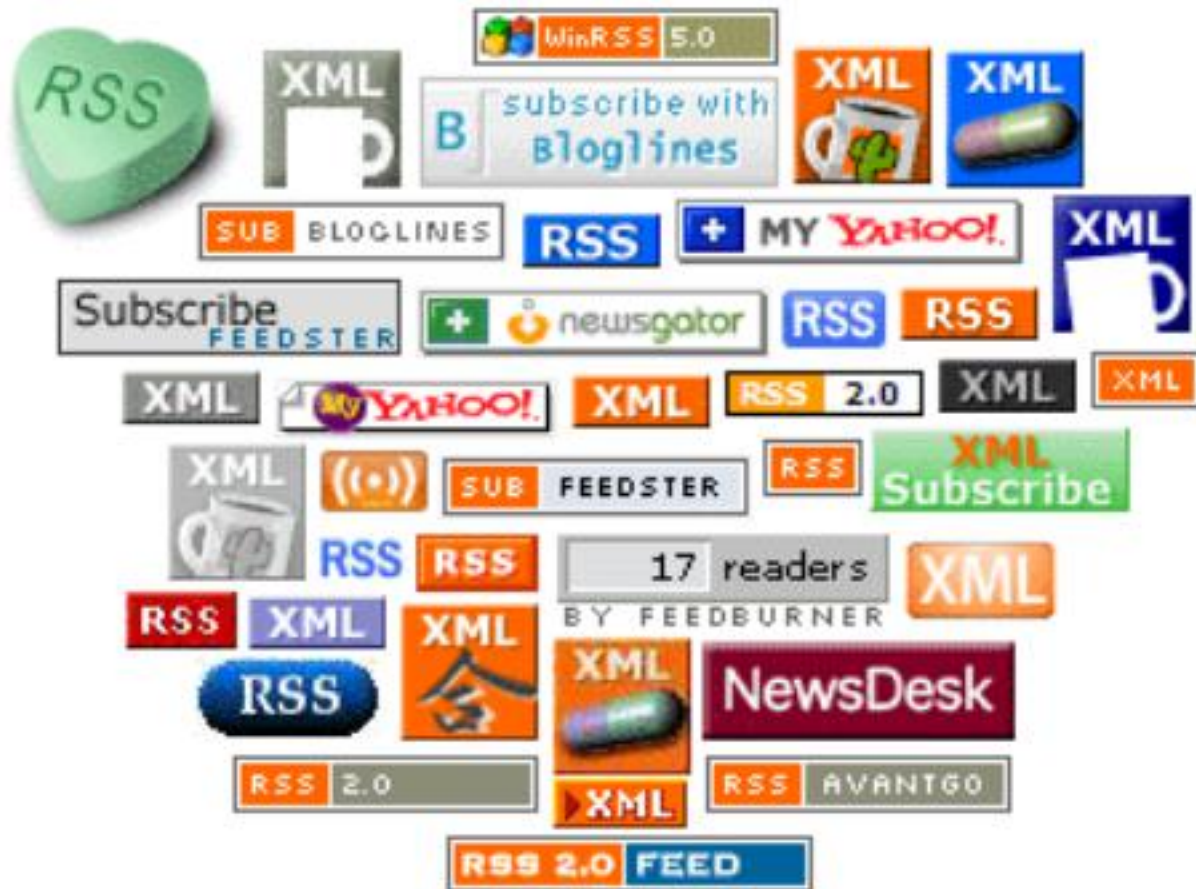 RSS
WinRSS 5.0
XML
B subscribe with
Bloglines
XML
XML
SUB BLOGLINES
RSS
+ MY YAHOO!
XML
Subscribe
FEEDSTER
+ newsgator
RSS
RSS
XML
My YAHOO!
XML
RSS 2.0
XML
XML
XML
SUB FEEDSTER
RSS
XML
Subscribe
RSS
RSS
17 readers
BY FEEDBURNER
XML
RSS
XML
XML
合
XML
RSS
NewsDesk
RSS 2.0
XML
RSS AVANTGO
RSS 2.0 FEED